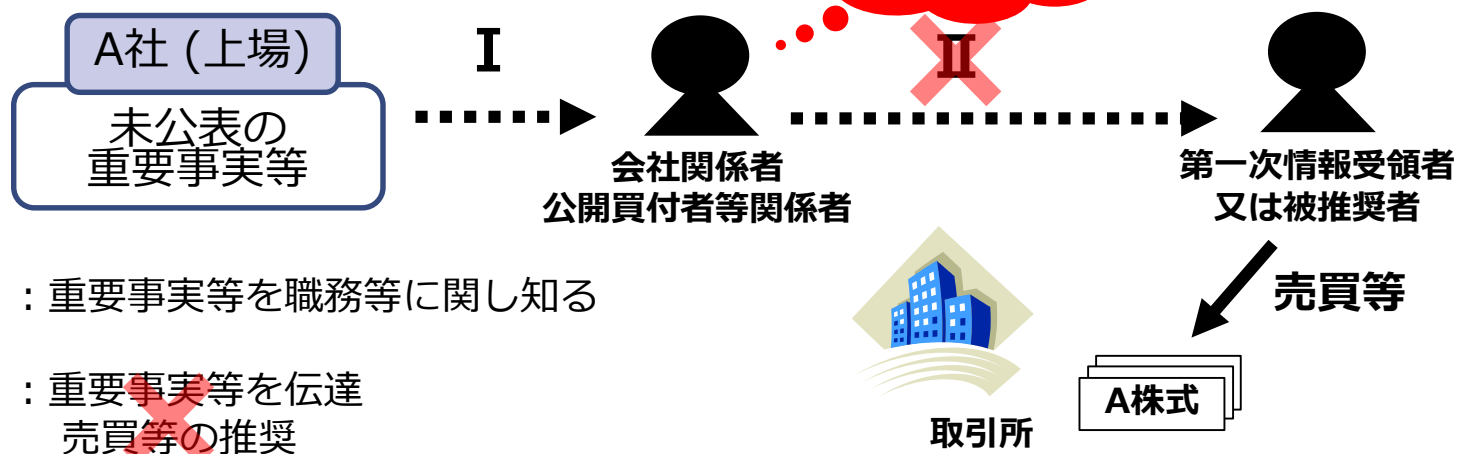 A社 (上場)
未公表の
重要事実等
Ⅰ
Ⅱ
会社関係者
公開買付者等関係者
第一次情報受領者
又は被推奨者
:重要事実等を職務等に関し知る
:重要事実等を伝達
売買等の推奨
売買等
A株式
取引所